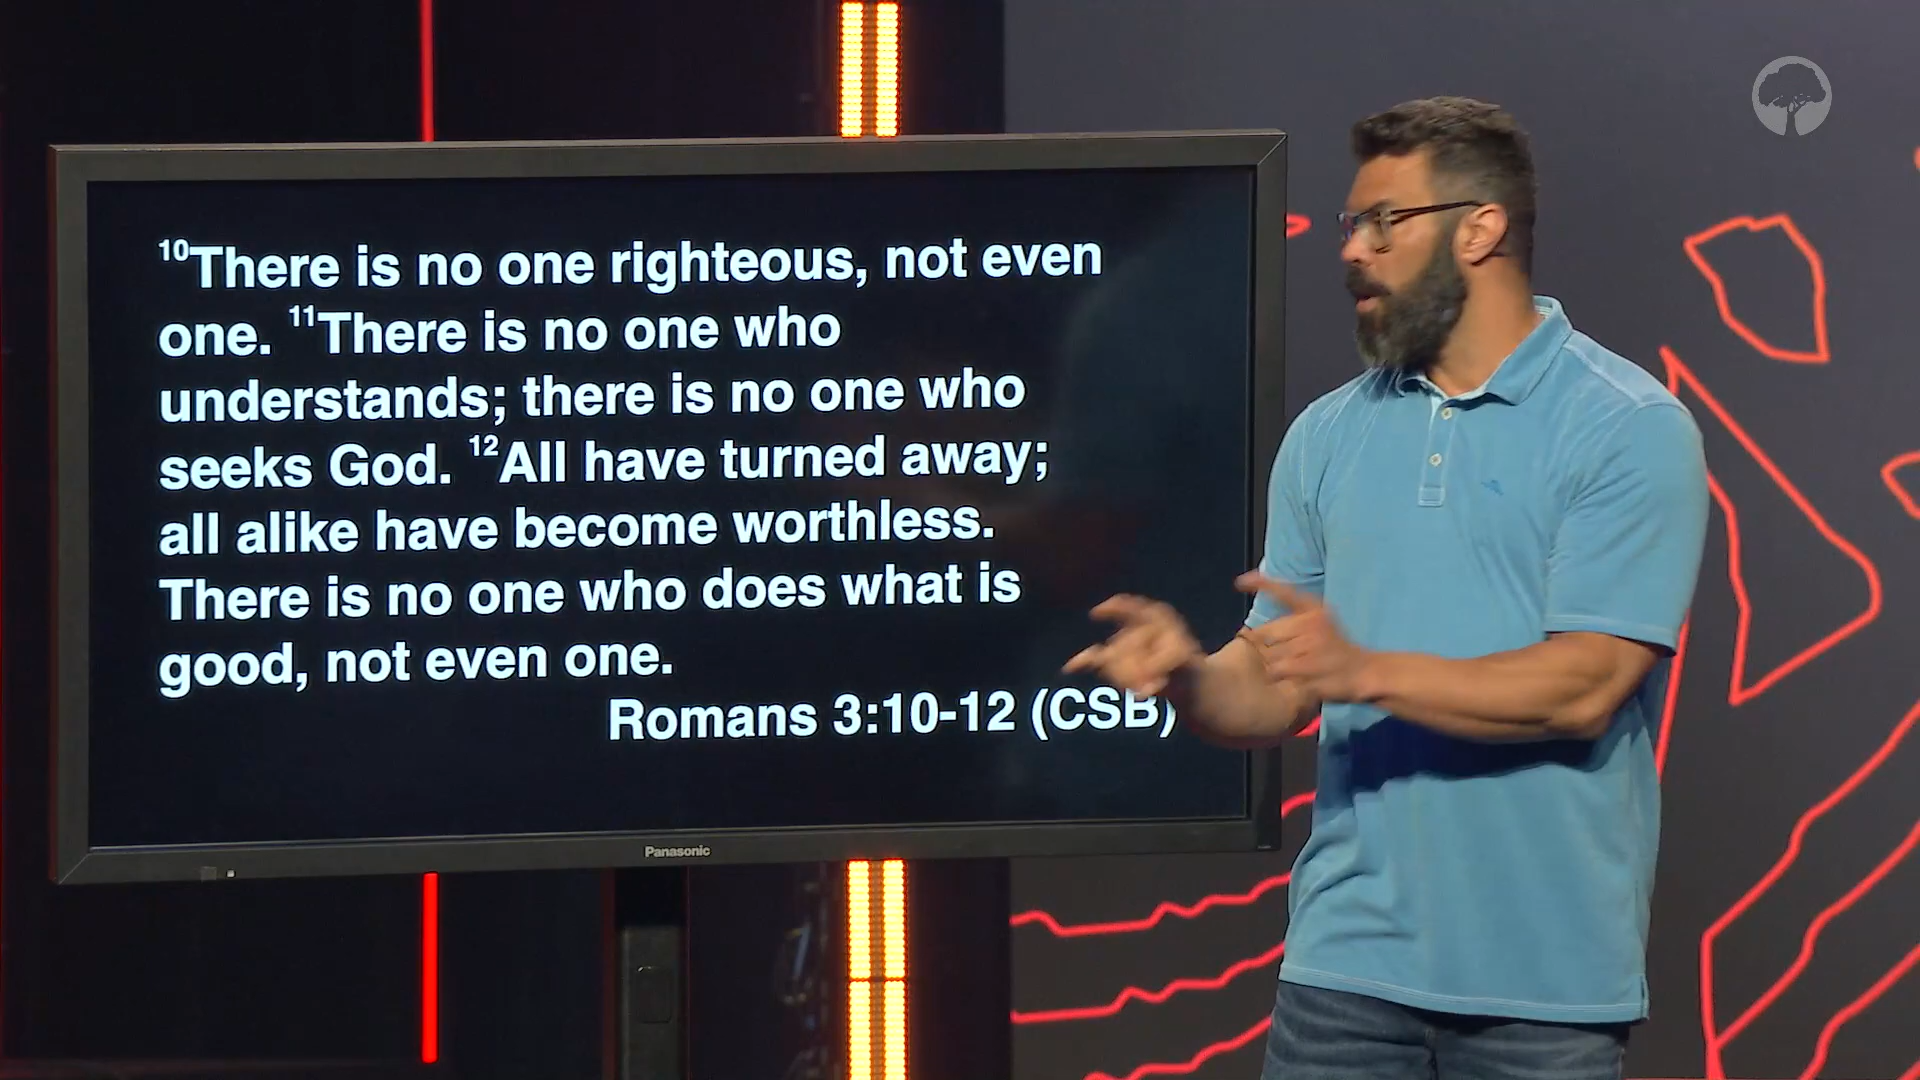 ¹⁰There is no one righteous, not even
one. ¹¹There is no one who
understands; there is no one who
seeks God. ¹²All have turned away;
all alike have become worthless.
There is no one who does what is
good, not even one.
Romans 3:10-12 (CSB)
Panasonic